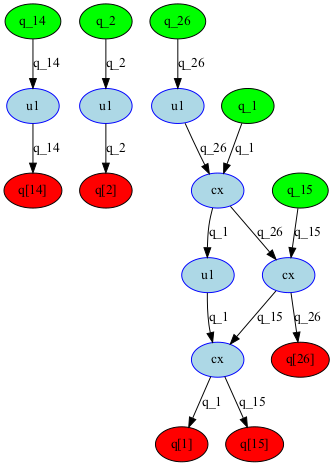 q_14 q_2 q_26
q_14 q_2 q_26
u1 u1 u1 q_1
q_14 q_2 q_26 q_1
q[14] q[2] cx q_15
q_1 q_26 q_15
u1 cx
q_1 q_15 q_26
cx q[26]
q_1 q_15
q[1] q[15]